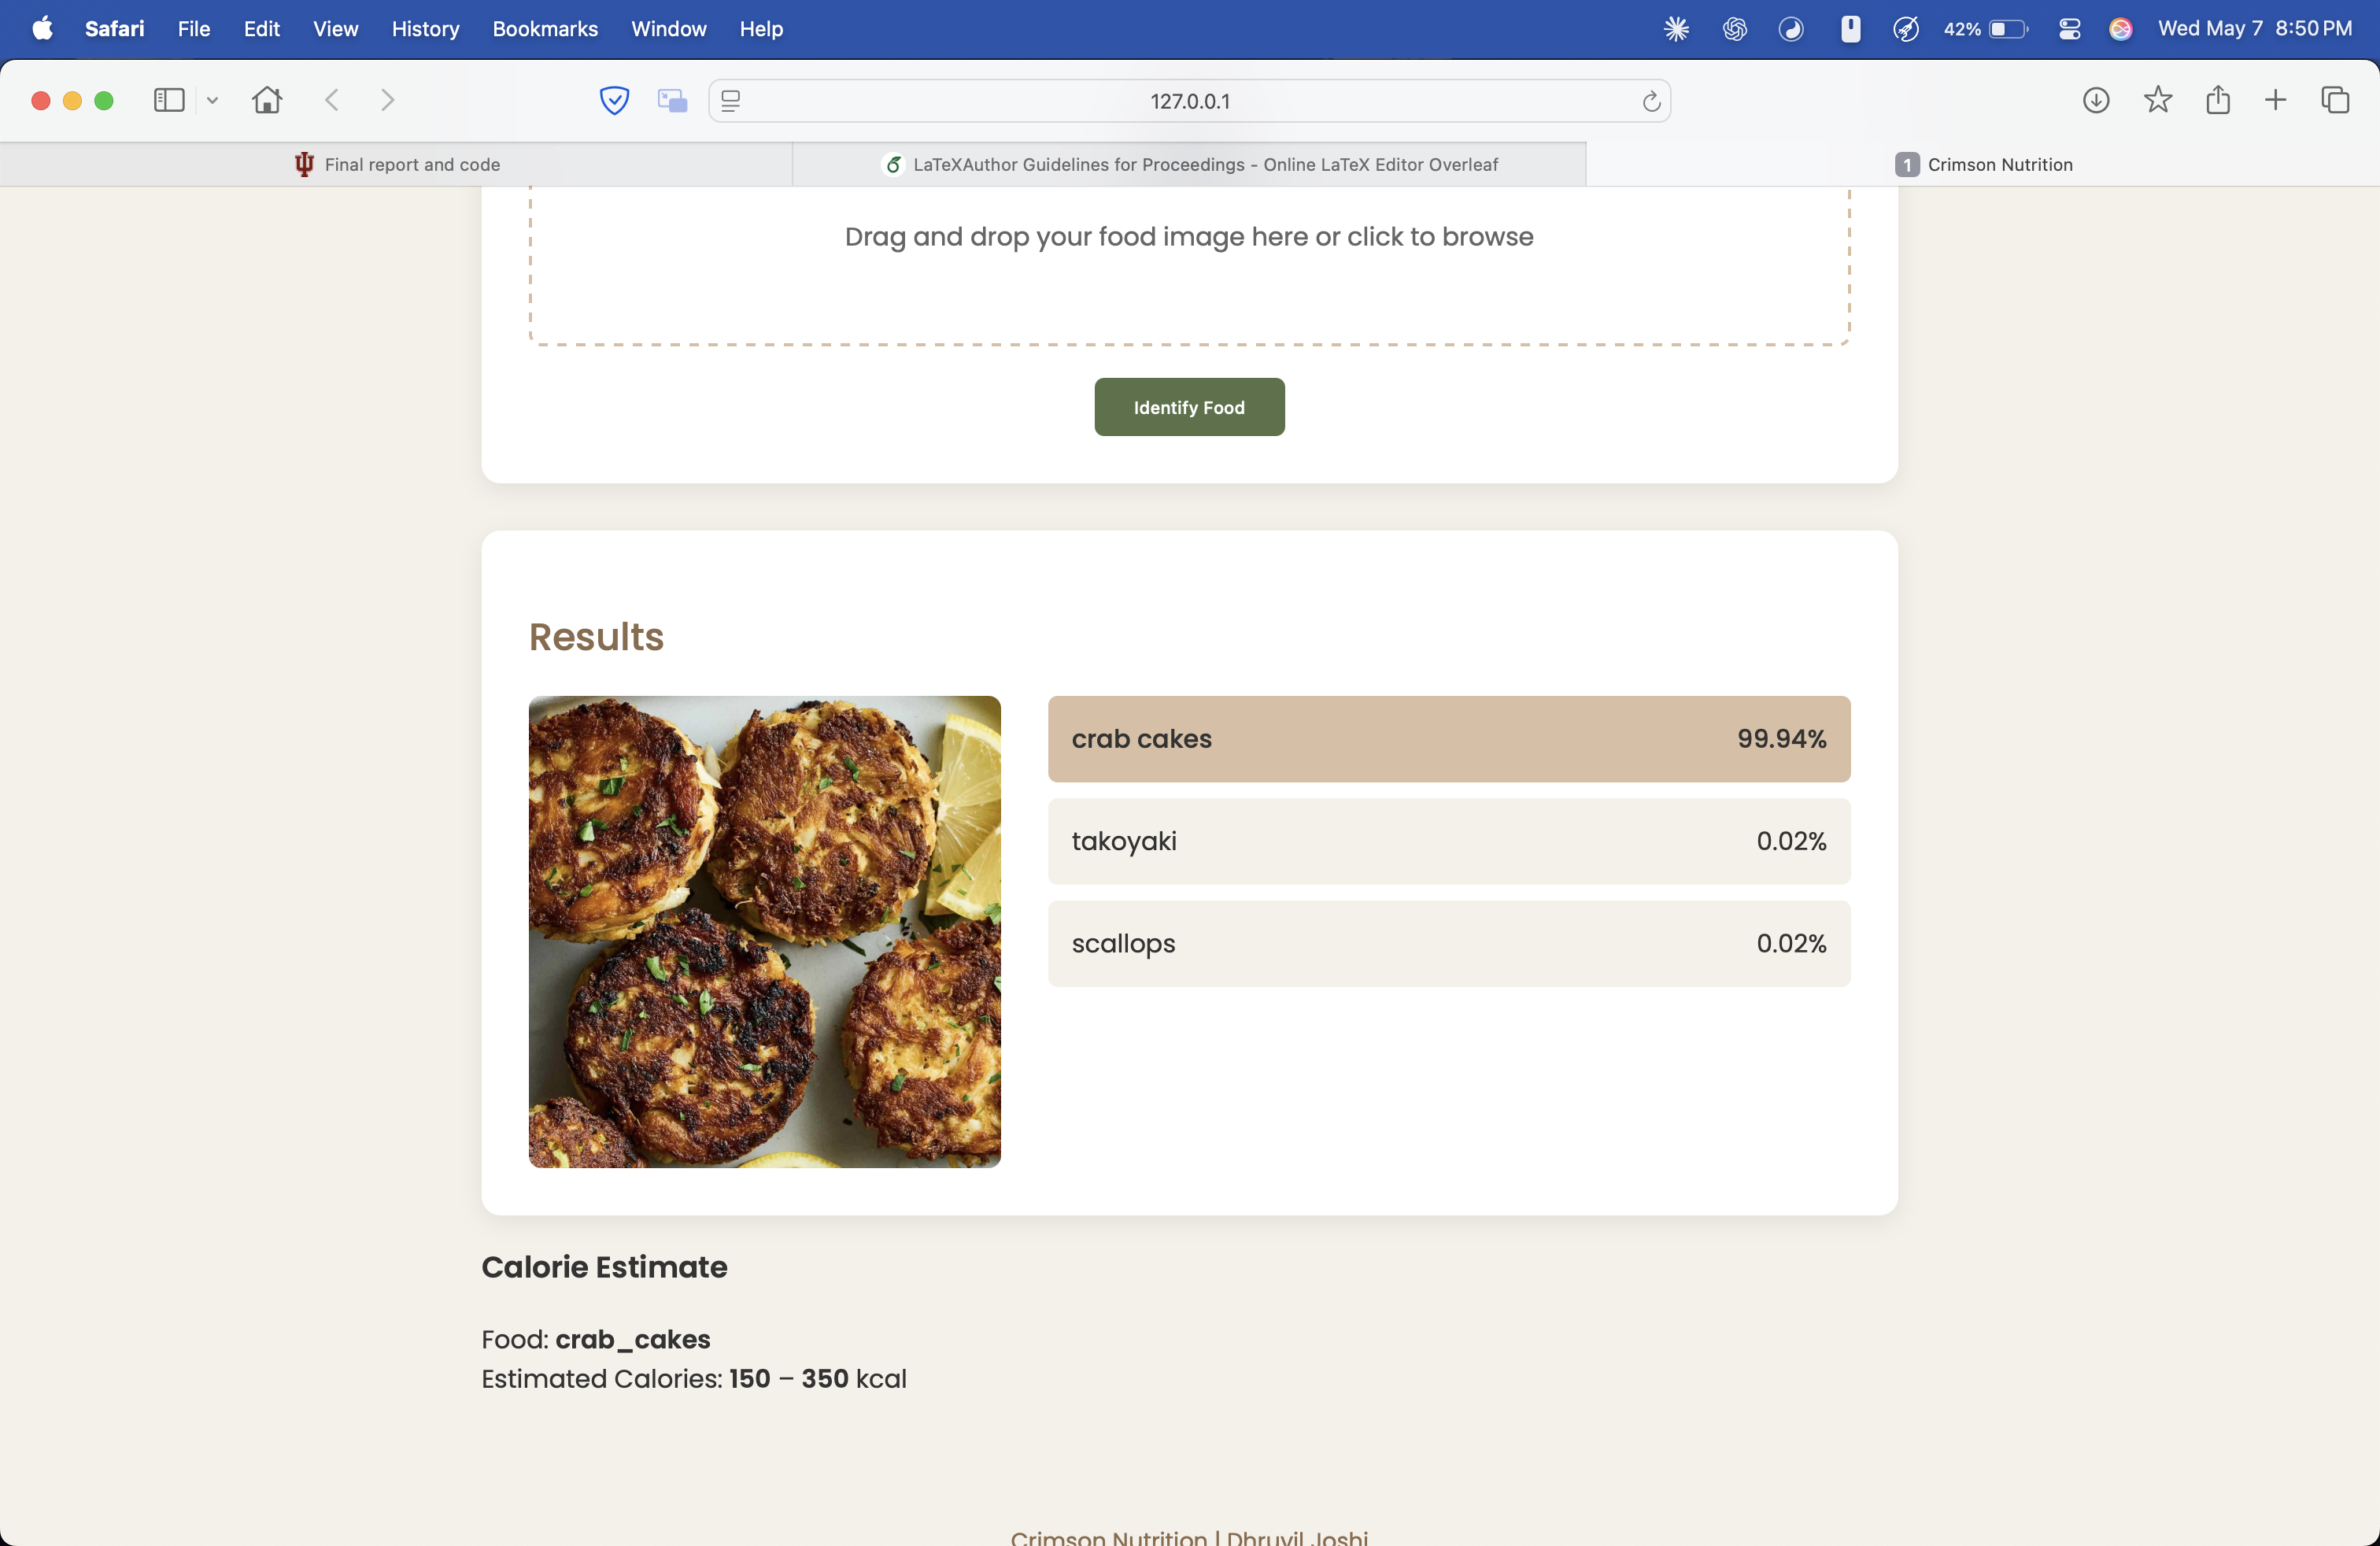 Safari File Edit View History Bookmarks Window Help 42% Wed May 7 8:50 PM
127.0.0.1
Final report and code
LaTeXAuthor Guidelines for Proceedings - Online LaTeX Editor Overleaf
1 Crimson Nutrition
Drag and drop your food image here or click to browse
Identify Food
Results
crab cakes 99.94%
takoyaki 0.02%
scallops 0.02%
Calorie Estimate
Food: crab_cakes
Estimated Calories: 150 – 350 kcal
Crimson Nutrition | Dhruvil Joshi